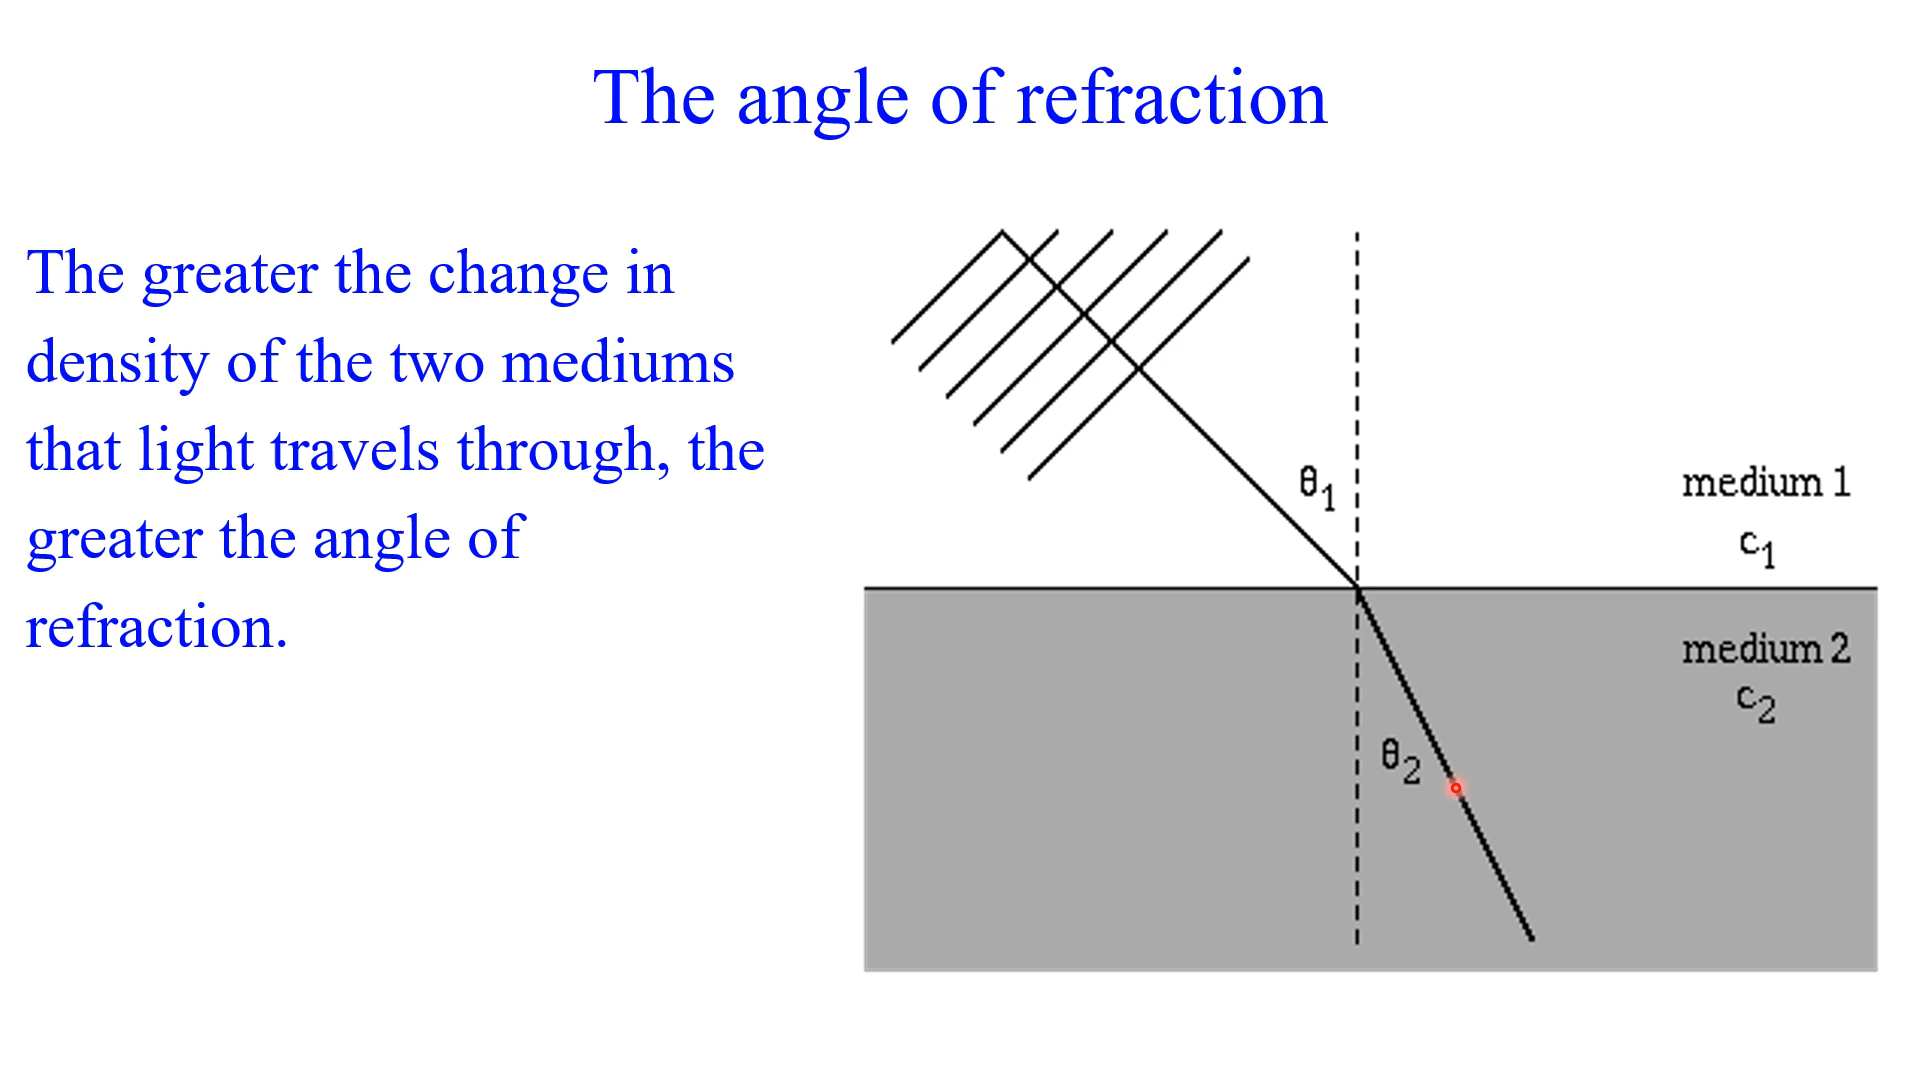 The angle of refraction
The greater the change in
density of the two mediums
that light travels through, the
greater the angle of
refraction.
θ1
medium 1
c1
medium 2
c2
θ2